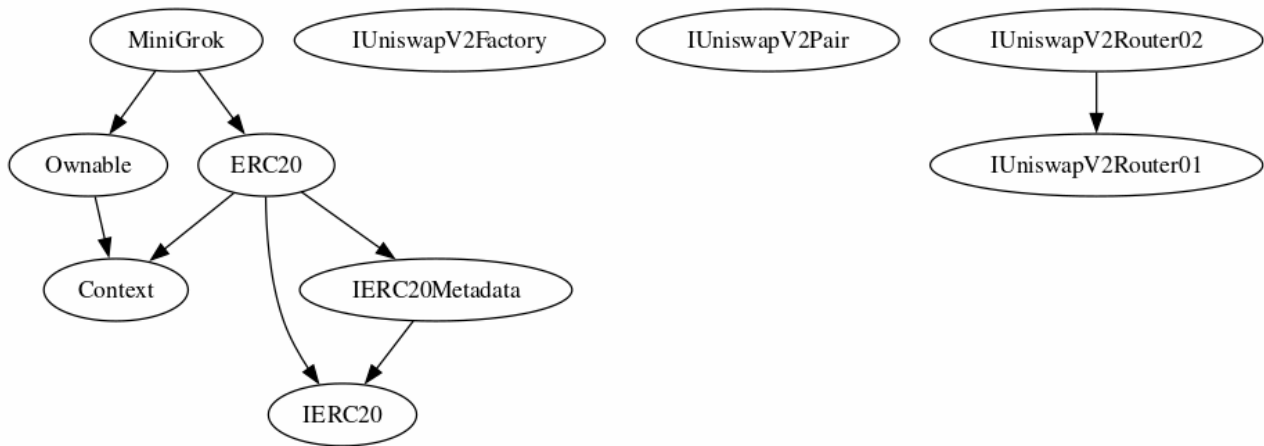 MiniGrok
IUniswapV2Factory
IUniswapV2Pair
IUniswapV2Router02
Ownable
ERC20
IUniswapV2Router01
Context
IERC20Metadata
IERC20